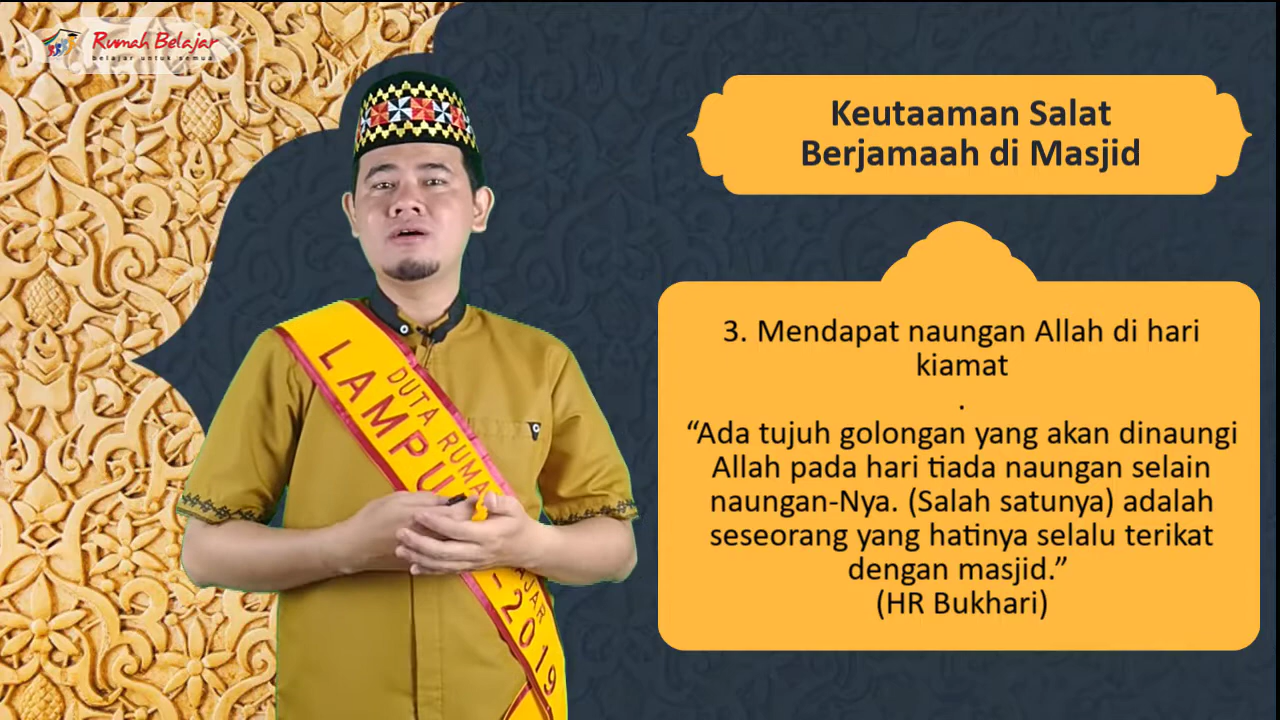 Rumah Belajar
belajar untuk semua
Keutaaman Salat
Berjamaah di Masjid
3. Mendapat naungan Allah di hari
kiamat
.
“Ada tujuh golongan yang akan dinaungi
Allah pada hari tiada naungan selain
naungan-Nya. (Salah satunya) adalah
seseorang yang hatinya selalu terikat
dengan masjid.”
(HR Bukhari)
DUTA RUMA
AJAR
LAMPU
-2019